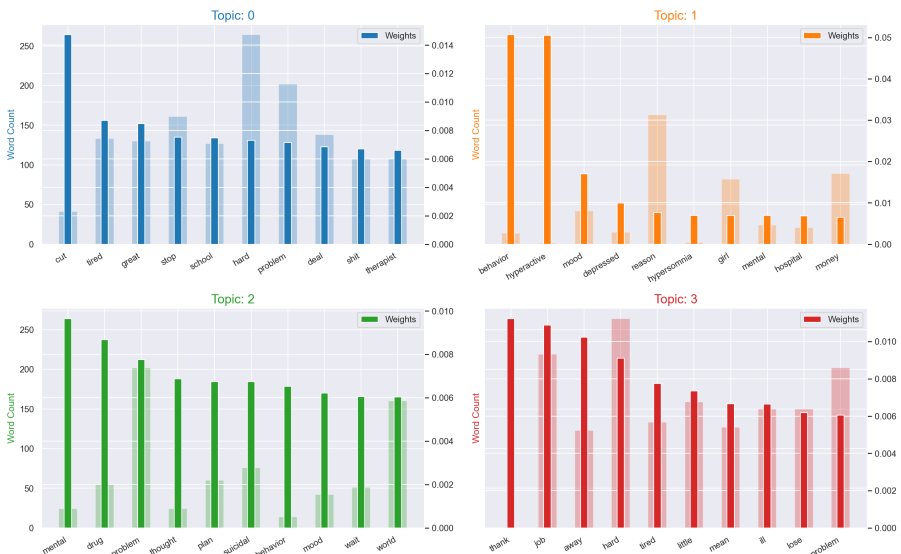 Topic: 0
Weights
Word Count
250
200
150
100
50
0
0.014
0.012
0.010
0.008
0.006
0.004
0.002
0.000
cut
tired
great
stop
school
hard
problem
deal
shit
therapist
Topic: 1
Weights
Word Count
0.05
0.04
0.03
0.02
0.01
0.00
behavior
hyperactive
mood
depressed
reason
hypersomnia
girl
mental
hospital
money
Topic: 2
Weights
Word Count
250
200
150
100
50
0
0.010
0.008
0.006
0.004
0.002
0.000
mental
drug
problem
thought
plan
suicidal
behavior
mood
wait
world
Topic: 3
Weights
Word Count
0.010
0.008
0.006
0.004
0.002
0.000
thank
job
away
hard
tired
little
mean
ill
lose
problem